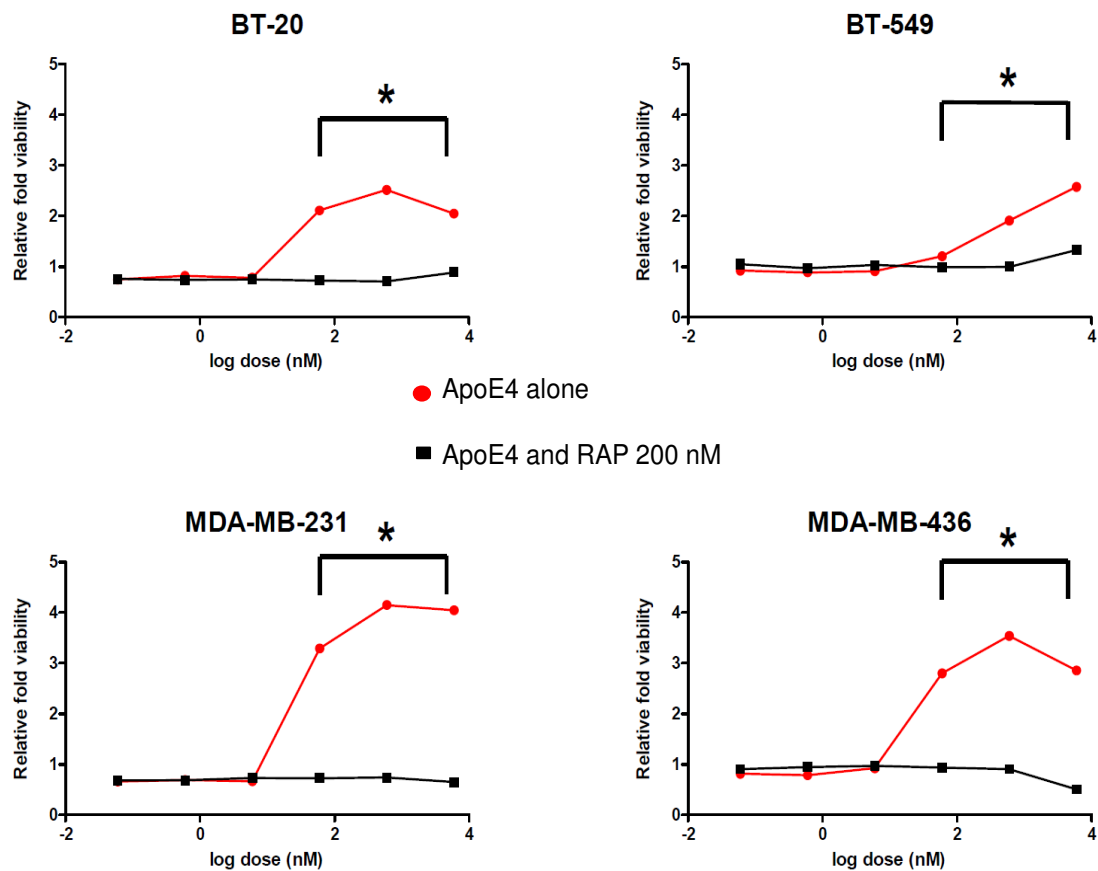 BT-20
BT-549
Relative fold viability
5
4
3
2
1
0
-2 0 2 4
log dose (nM)
*
Relative fold viability
5
4
3
2
1
0
-2 0 2 4
log dose (nM)
*
ApoE4 alone
ApoE4 and RAP 200 nM
MDA-MB-231
MDA-MB-436
Relative fold viability
5
4
3
2
1
0
-2 0 2 4
log dose (nM)
*
Relative fold viability
5
4
3
2
1
0
-2 0 2 4
log dose (nM)
*